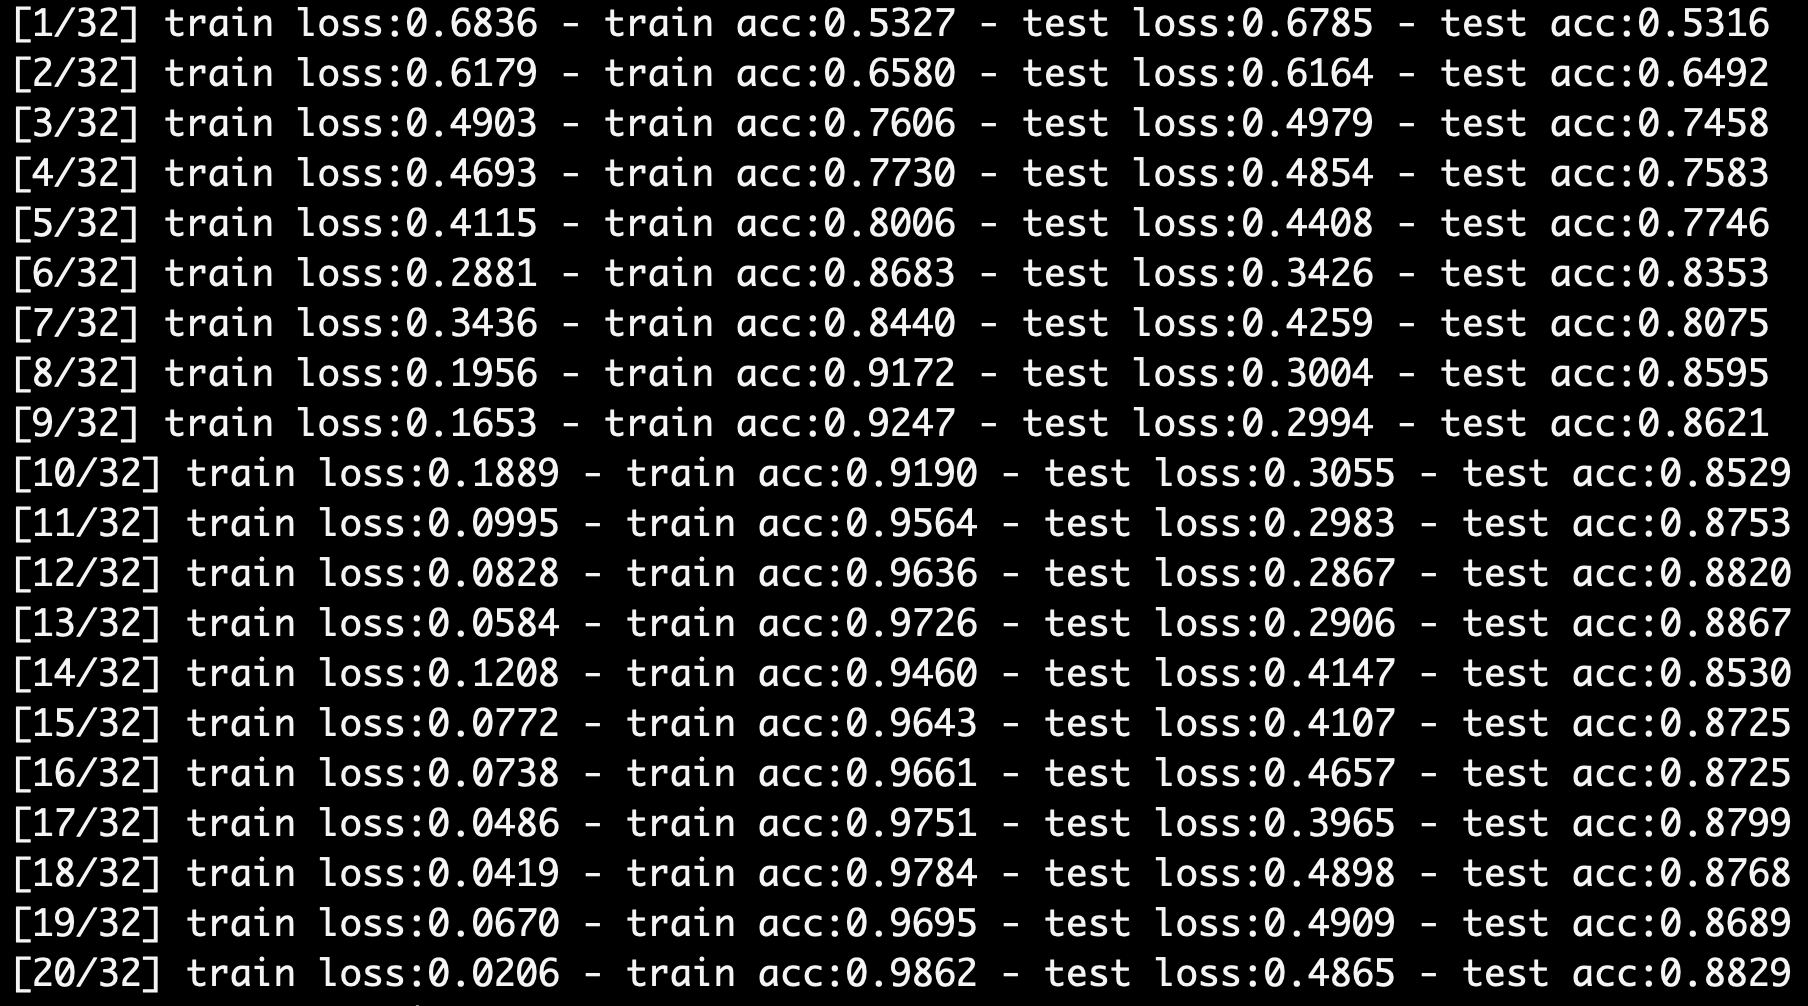 [1/32] train loss:0.6836 - train acc:0.5327 - test loss:0.6785 - test acc:0.5316
[2/32] train loss:0.6179 - train acc:0.6580 - test loss:0.6164 - test acc:0.6492
[3/32] train loss:0.4903 - train acc:0.7606 - test loss:0.4979 - test acc:0.7458
[4/32] train loss:0.4693 - train acc:0.7730 - test loss:0.4854 - test acc:0.7583
[5/32] train loss:0.4115 - train acc:0.8006 - test loss:0.4408 - test acc:0.7746
[6/32] train loss:0.2881 - train acc:0.8683 - test loss:0.3426 - test acc:0.8353
[7/32] train loss:0.3436 - train acc:0.8440 - test loss:0.4259 - test acc:0.8075
[8/32] train loss:0.1956 - train acc:0.9172 - test loss:0.3004 - test acc:0.8595
[9/32] train loss:0.1653 - train acc:0.9247 - test loss:0.2994 - test acc:0.8621
[10/32] train loss:0.1889 - train acc:0.9190 - test loss:0.3055 - test acc:0.8529
[11/32] train loss:0.0995 - train acc:0.9564 - test loss:0.2983 - test acc:0.8753
[12/32] train loss:0.0828 - train acc:0.9636 - test loss:0.2867 - test acc:0.8820
[13/32] train loss:0.0584 - train acc:0.9726 - test loss:0.2906 - test acc:0.8867
[14/32] train loss:0.1208 - train acc:0.9460 - test loss:0.4147 - test acc:0.8530
[15/32] train loss:0.0772 - train acc:0.9643 - test loss:0.4107 - test acc:0.8725
[16/32] train loss:0.0738 - train acc:0.9661 - test loss:0.4657 - test acc:0.8725
[17/32] train loss:0.0486 - train acc:0.9751 - test loss:0.3965 - test acc:0.8799
[18/32] train loss:0.0419 - train acc:0.9784 - test loss:0.4898 - test acc:0.8768
[19/32] train loss:0.0670 - train acc:0.9695 - test loss:0.4909 - test acc:0.8689
[20/32] train loss:0.0206 - train acc:0.9862 - test loss:0.4865 - test acc:0.8829